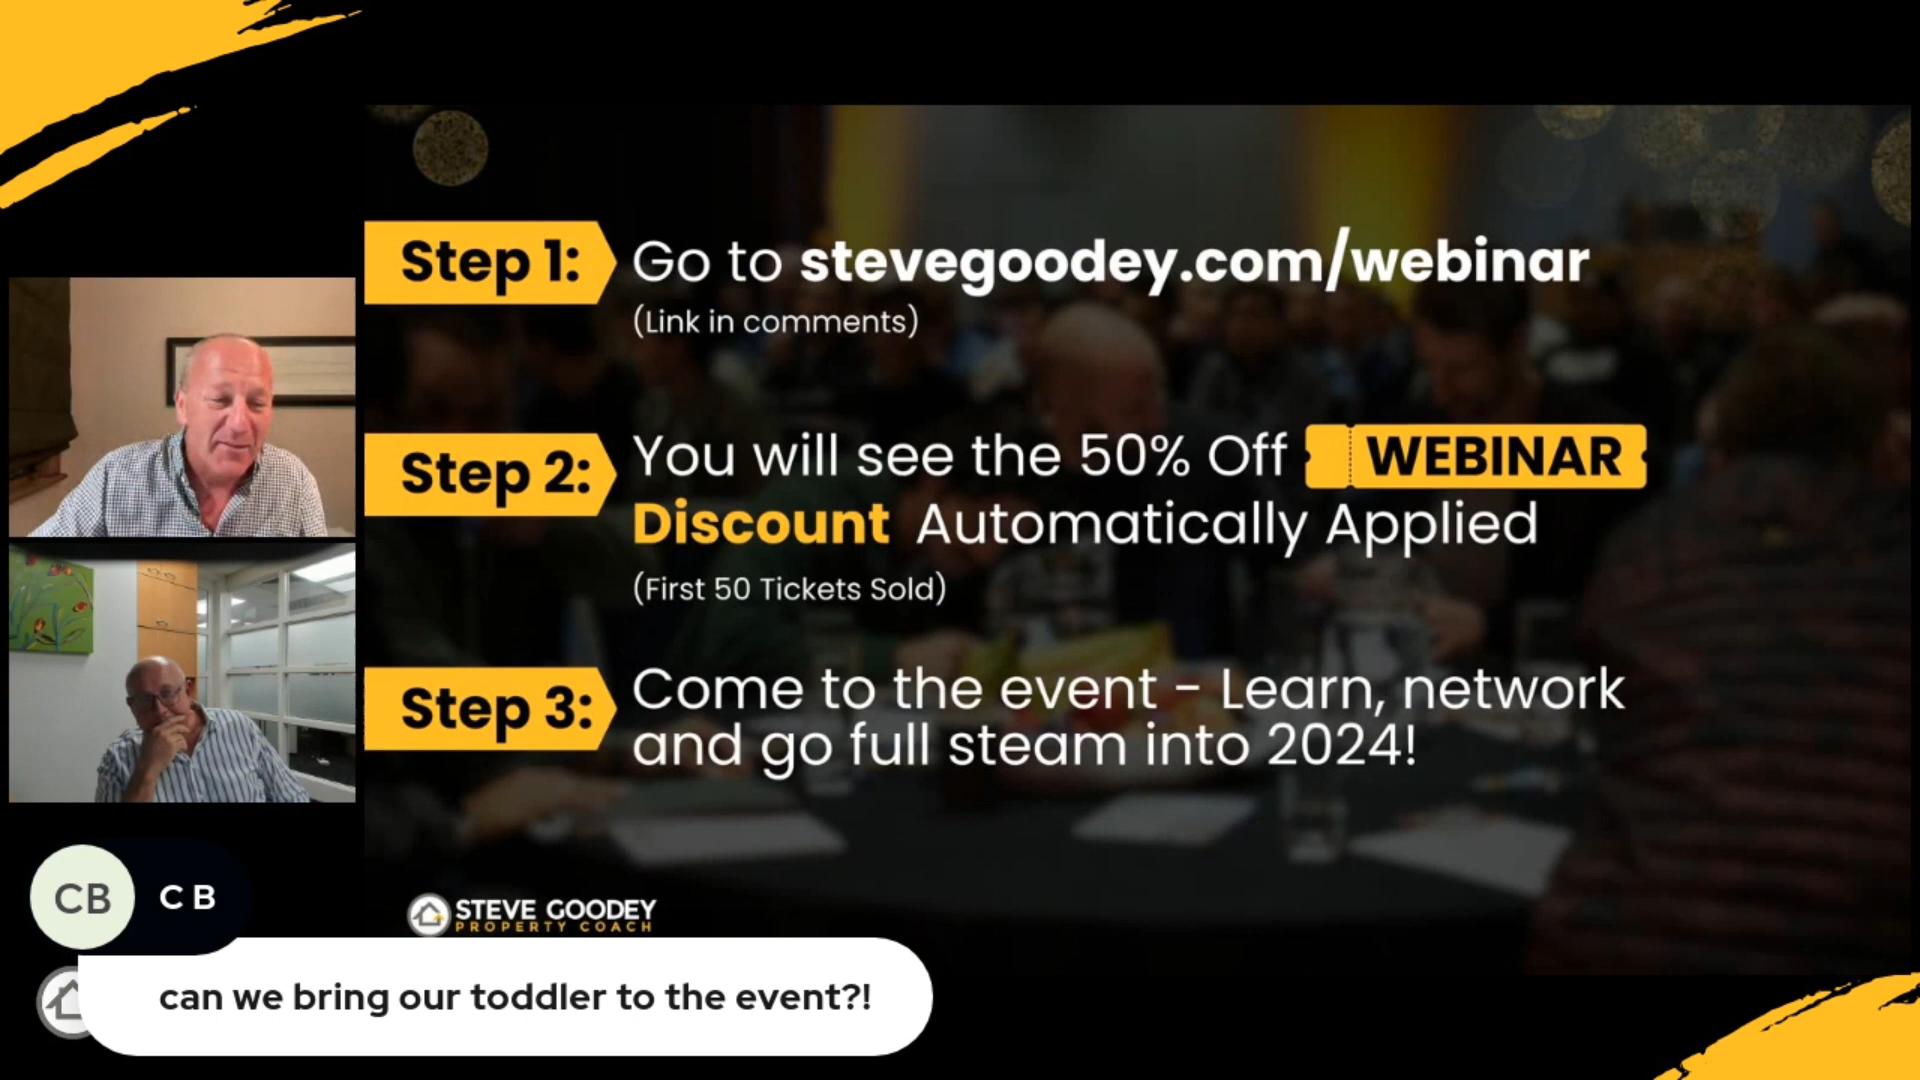 Step 1: Go to stevegoodey.com/webinar
(Link in comments)
Step 2: You will see the 50% Off WEBINAR
Discount Automatically Applied
(First 50 Tickets Sold)
Step 3: Come to the event - Learn, network
and go full steam into 2024!
STEVE GOODEY
PROPERTY COACH
CB C B
can we bring our toddler to the event?!